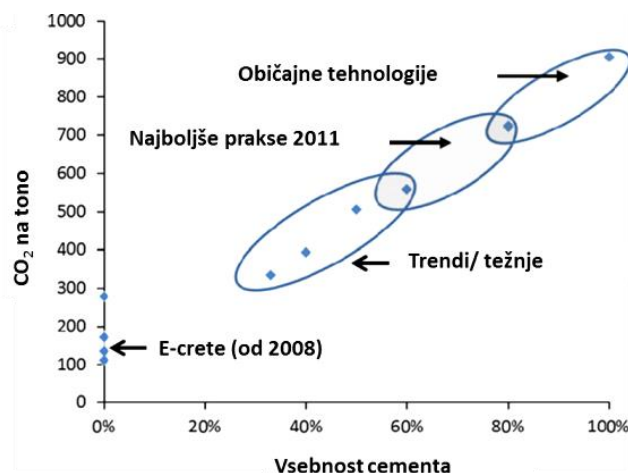 1000
900
800
700
600
500
400
300
200
100
0
CO₂ na tono
Običajne tehnologije
Najboljše prakse 2011
Trendi/ težnje
E-crete (od 2008)
0%
20%
40%
60%
80%
100%
Vsebnost cementa